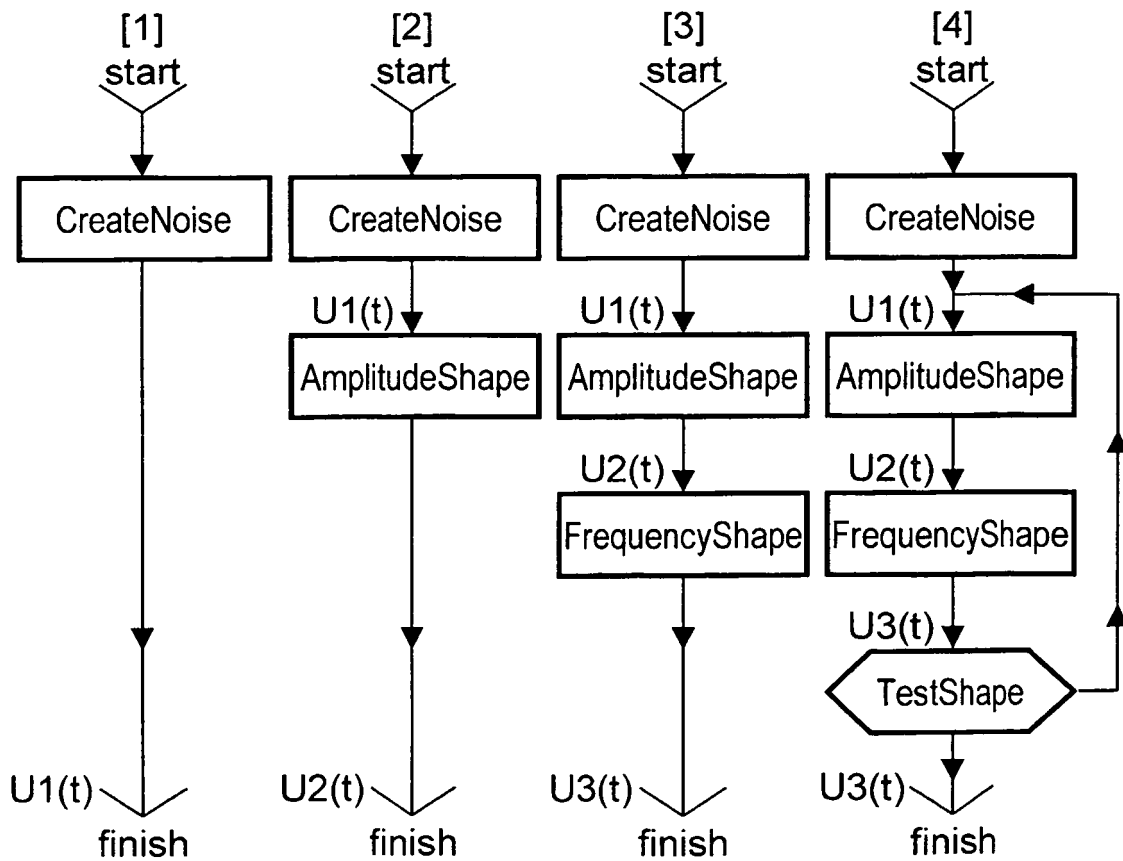 [1] [2] [3] [4]
start start start start
CreateNoise CreateNoise CreateNoise CreateNoise
U1(t) U1(t) U1(t)
AmplitudeShape AmplitudeShape AmplitudeShape
U2(t) U2(t)
FrequencyShape FrequencyShape
U3(t)
TestShape
U1(t) U2(t) U3(t) U3(t)
finish finish finish finish